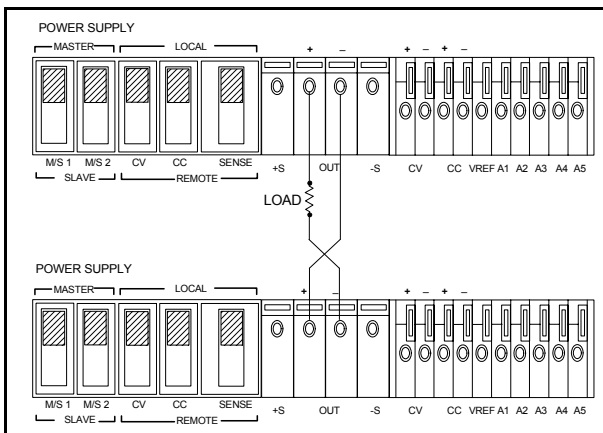 POWER SUPPLY
MASTER LOCAL + – + – + –
M/S 1 M/S 2 CV CC SENSE +S OUT -S CV CC VREF A1 A2 A3 A4 A5
SLAVE REMOTE
LOAD
POWER SUPPLY
MASTER LOCAL + – + – + –
M/S 1 M/S 2 CV CC SENSE +S OUT -S CV CC VREF A1 A2 A3 A4 A5
SLAVE REMOTE